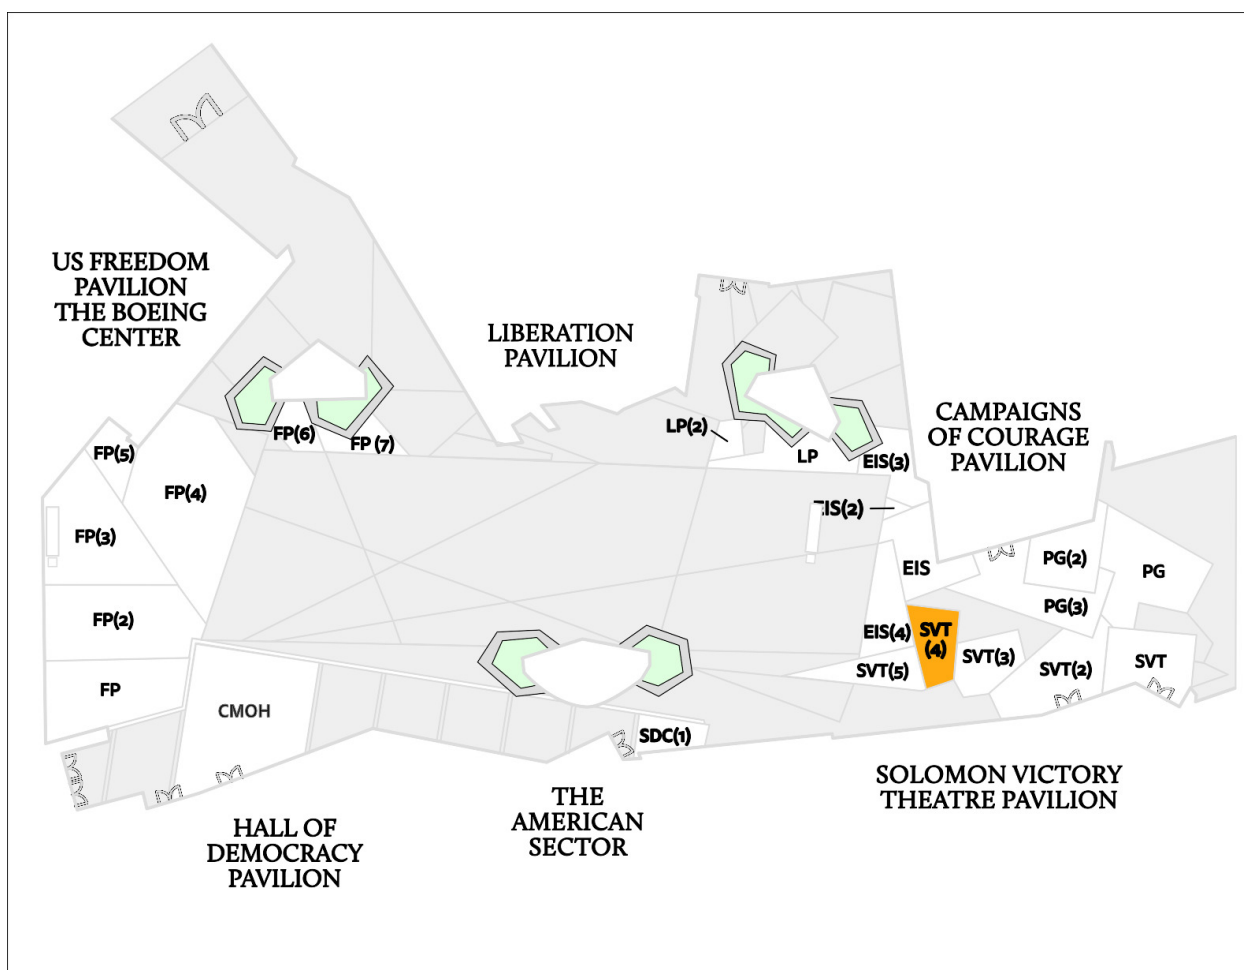 US FREEDOM
PAVILION
THE BOEING
CENTER
LIBERATION
PAVILION
CAMPAIGNS
OF COURAGE
PAVILION
FP(5)
FP(6)
FP (7)
LP(2)
LP
EIS(3)
FP(4)
EIS(2)
FP(3)
EIS
PG(2)
PG
PG(3)
FP(2)
EIS(4)
SVT
(4)
SVT(3)
SVT(5)
SVT(2)
SVT
FP
CMOH
SDC(1)
SOLOMON VICTORY
THEATRE PAVILION
THE
AMERICAN
SECTOR
HALL OF
DEMOCRACY
PAVILION